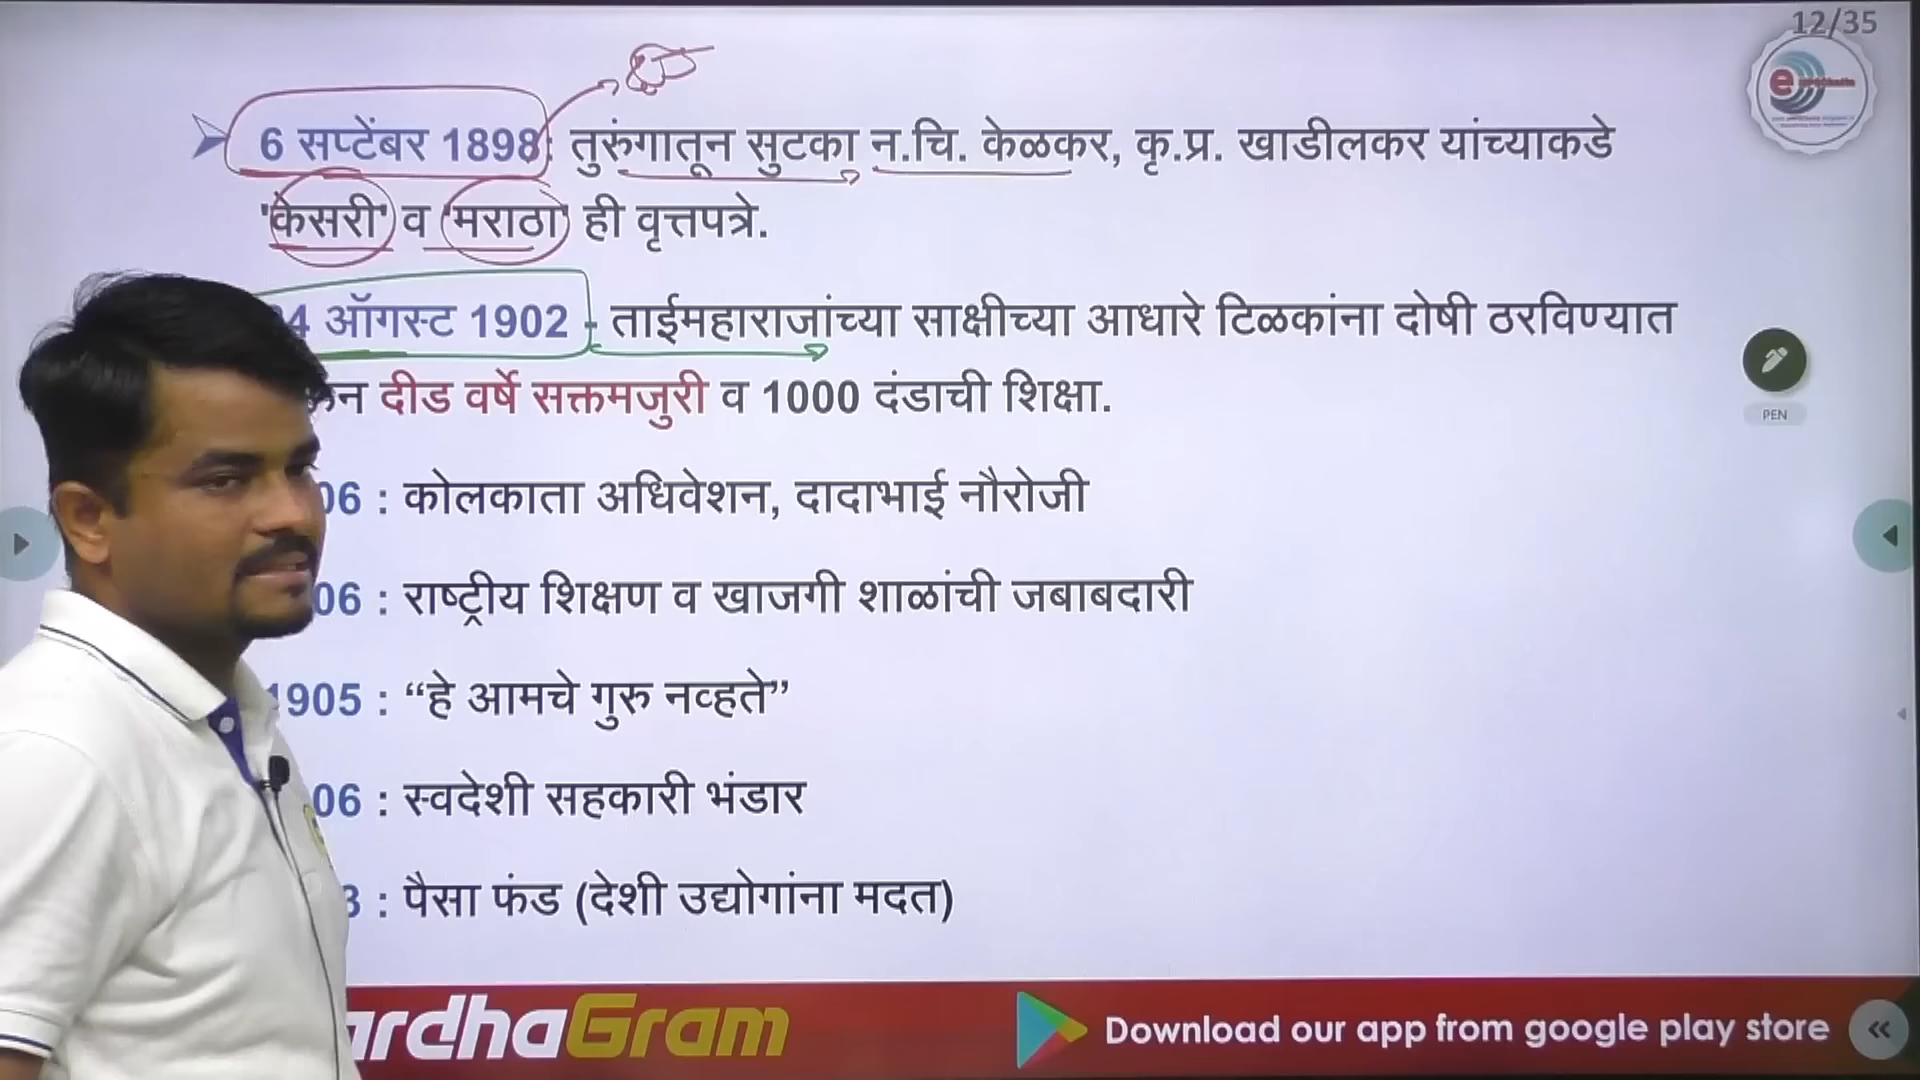 12/35
6 सप्टेंबर 1898: तुरुंगातून सुटका न.चि. केळकर, कृ.प्र. खाडीलकर यांच्याकडे
'केसरी' व 'मराठा' ही वृत्तपत्रे.
4 ऑगस्ट 1902 - ताईमहाराजांच्या साक्षीच्या आधारे टिळकांना दोषी ठरविण्यात
दीड वर्षे सक्तमजुरी व 1000 दंडाची शिक्षा.
PEN
06 : कोलकाता अधिवेशन, दादाभाई नौरोजी
06 : राष्ट्रीय शिक्षण व खाजगी शाळांची जबाबदारी
1905 : “हे आमचे गुरु नव्हते”
06 : स्वदेशी सहकारी भंडार
3 : पैसा फंड (देशी उद्योगांना मदत)
ardhaGram
Download our app from google play store